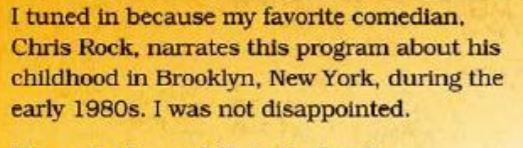 I tuned in because my favorite comedian,
Chris Rock, narrates this program about his
childhood in Brooklyn, New York, during the
early 1980s. I was not disappointed.